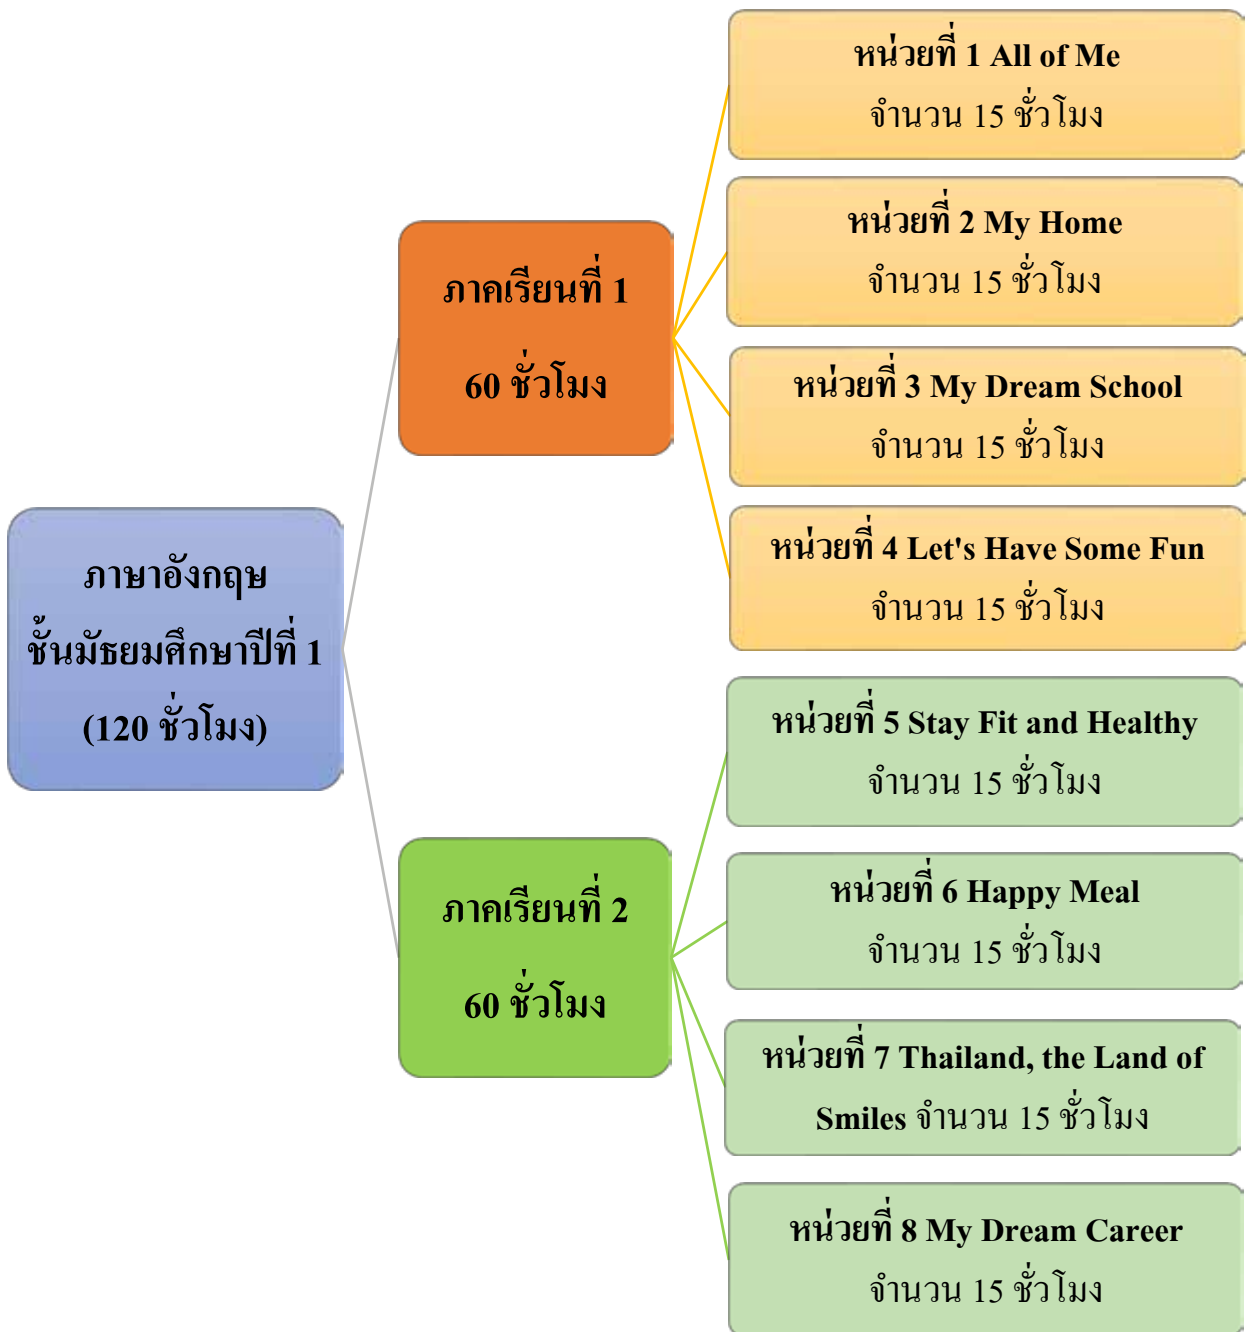 ภาษาอังกฤษ
ชั้นมัธยมศึกษาปีที่ 1
(120 ชั่วโมง)
ภาคเรียนที่ 1
60 ชั่วโมง
หน่วยที่ 1 All of Me
จำนวน 15 ชั่วโมง
หน่วยที่ 2 My Home
จำนวน 15 ชั่วโมง
หน่วยที่ 3 My Dream School
จำนวน 15 ชั่วโมง
หน่วยที่ 4 Let's Have Some Fun
จำนวน 15 ชั่วโมง
ภาคเรียนที่ 2
60 ชั่วโมง
หน่วยที่ 5 Stay Fit and Healthy
จำนวน 15 ชั่วโมง
หน่วยที่ 6 Happy Meal
จำนวน 15 ชั่วโมง
หน่วยที่ 7 Thailand, the Land of
Smiles จำนวน 15 ชั่วโมง
หน่วยที่ 8 My Dream Career
จำนวน 15 ชั่วโมง